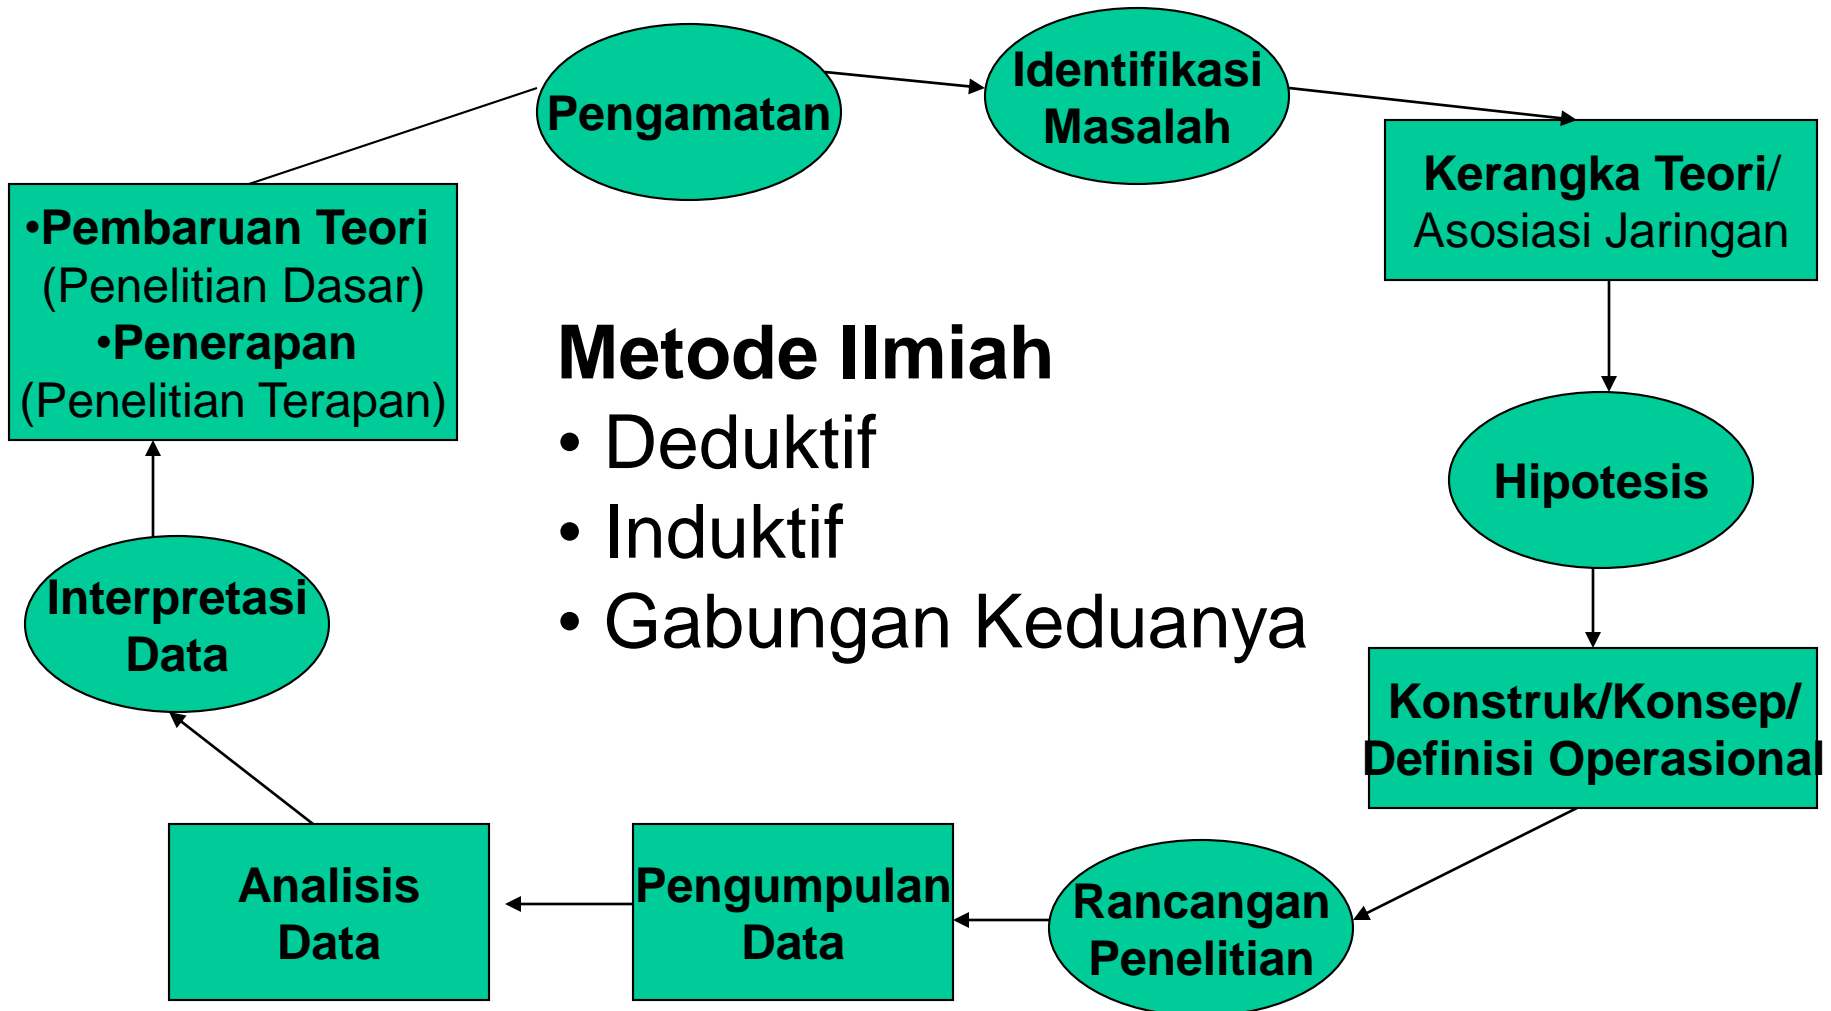 Pengamatan
Identifikasi
Masalah
Kerangka Teori/
Asosiasi Jaringan
•Pembaruan Teori
(Penelitian Dasar)
•Penerapan
(Penelitian Terapan)
Metode Ilmiah
• Deduktif
• Induktif
• Gabungan Keduanya
Hipotesis
Interpretasi
Data
Konstruk/Konsep/
Definisi Operasional
Analisis
Data
Pengumpulan
Data
Rancangan
Penelitian